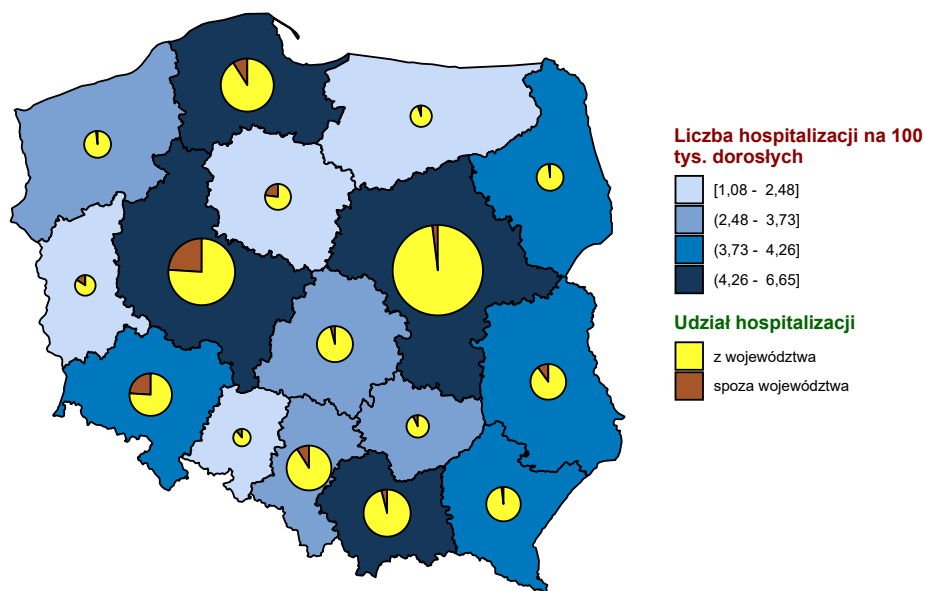 Liczba hospitalizacji na 100
tys. dorosłych
[1,08 - 2,48]
(2,48 - 3,73]
(3,73 - 4,26]
(4,26 - 6,65]
Udział hospitalizacji
z województwa
spoza województwa